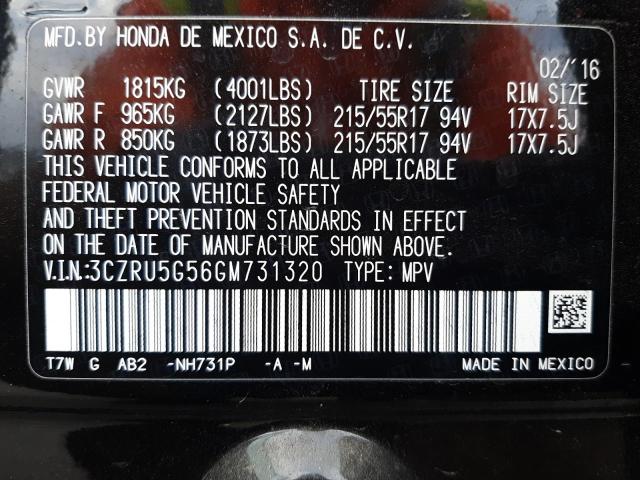 MFD. BY HONDA DE MEXICO S.A. DE C.V.
02/'16
GVWR 1815KG (4001LBS) TIRE SIZE RIM SIZE
GAWR F 965KG (2127LBS) 215/55R17 94V 17X7.5J
GAWR R 850KG (1873LBS) 215/55R17 94V 17X7.5J
THIS VEHICLE CONFORMS TO ALL APPLICABLE
FEDERAL MOTOR VEHICLE SAFETY
AND THEFT PREVENTION STANDARDS IN EFFECT
ON THE DATE OF MANUFACTURE SHOWN ABOVE.
V.I.N.:3CZRU5G56GM731320 TYPE: MPV
T7W G AB2 -NH731P -A -M MADE IN MEXICO